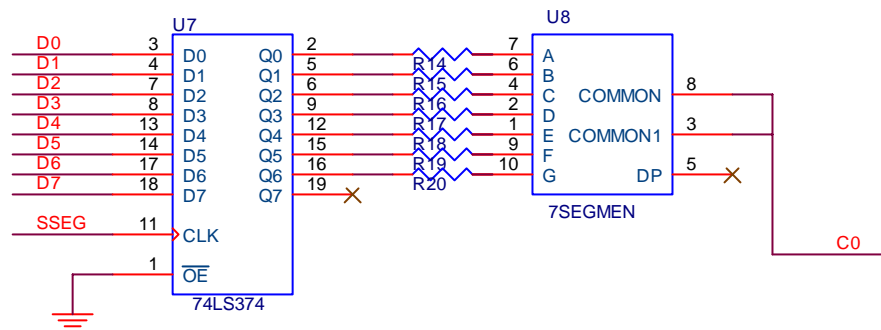 U7 U8
D0 3 D0 Q0 2 R14 7 A
D1 4 D1 Q1 5 R15 6 B
D2 7 D2 Q2 6 R16 4 C COMMON 8
D3 8 D3 Q3 9 R17 2 D
D4 13 D4 Q4 12 R18 1 E COMMON1 3
D5 14 D5 Q5 15 R19 9 F
D6 17 D6 Q6 16 R20 10 G DP 5
D7 18 D7 Q7 19
7SEGMEN
SSEG 11 CLK
C0
1 OE
74LS374